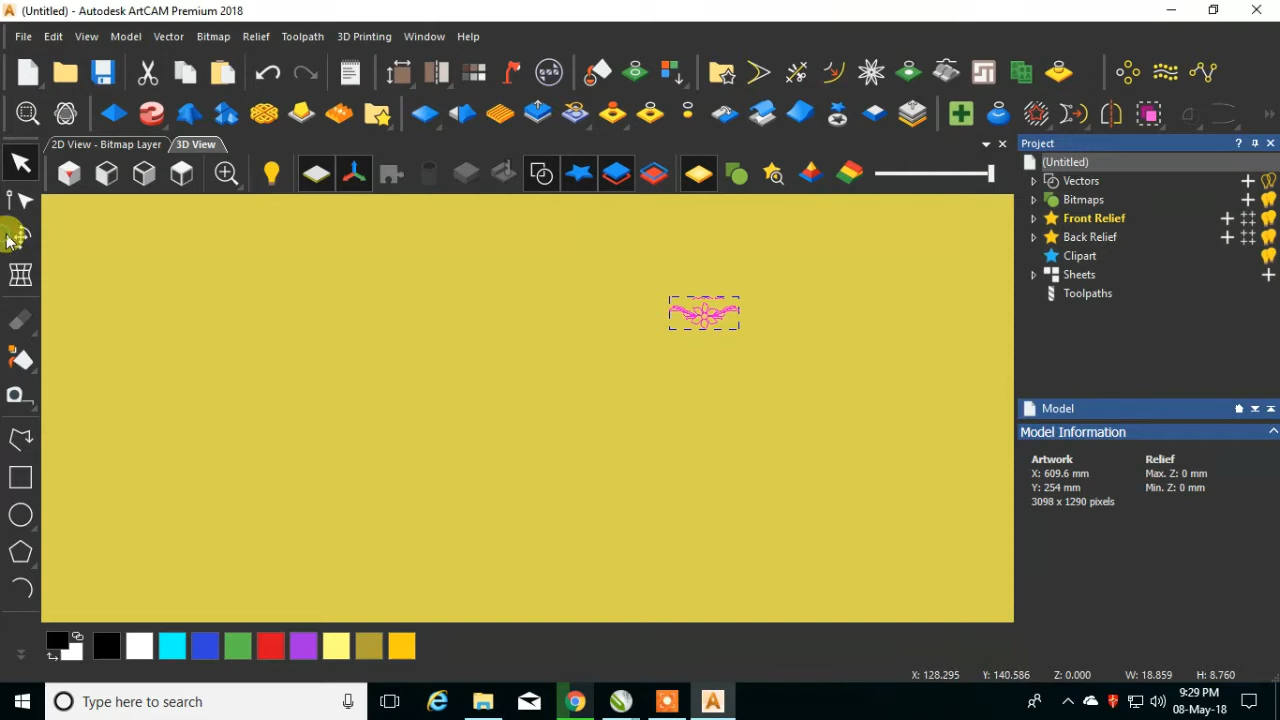 (Untitled) - Autodesk ArtCAM Premium 2018
File Edit View Model Vector Bitmap Relief Toolpath 3D Printing Window Help
2D View - Bitmap Layer 3D View
Project
(Untitled)
Vectors
Bitmaps
Front Relief
Back Relief
Clipart
Sheets
Toolpaths
Model
Model Information
Artwork Relief
X: 609.6 mm Max. Z: 0 mm
Y: 254 mm Min. Z: 0 mm
3098 x 1290 pixels
X: 128.295 Y: 140.586 Z: 0.000 W: 18.859 H: 8.760
Type here to search
9:29 PM
08-May-18